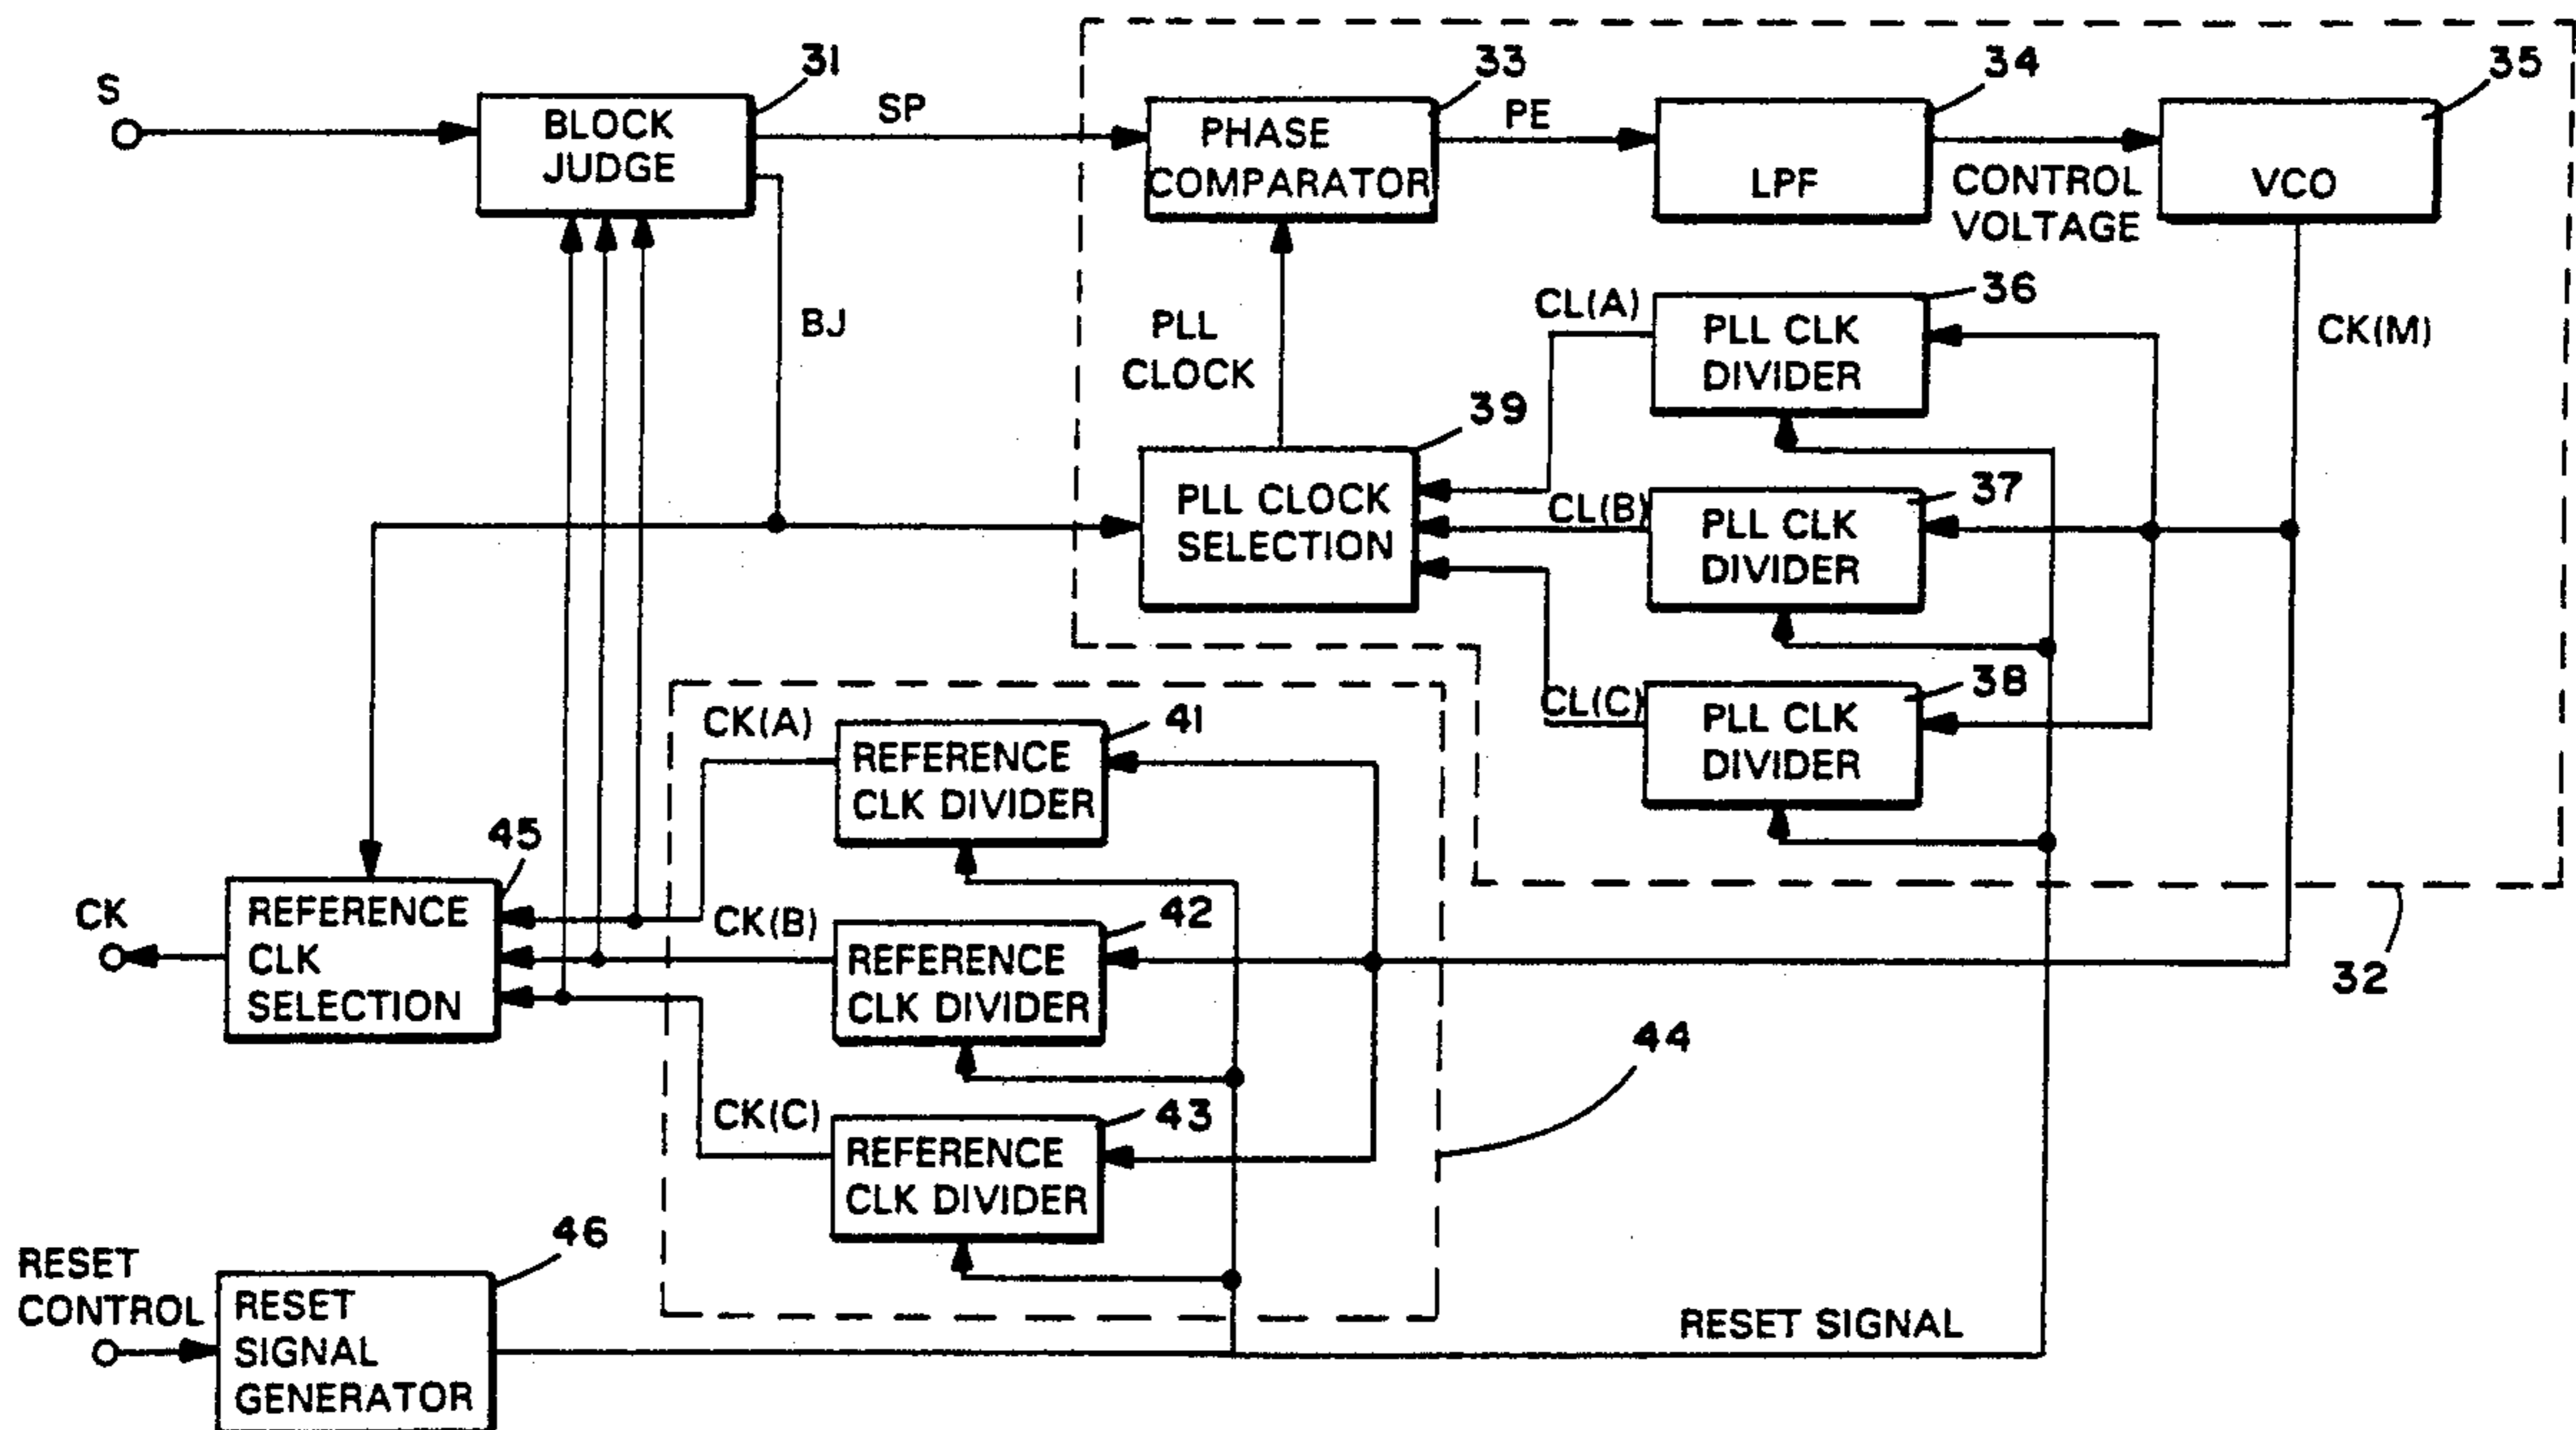 S
31
BLOCK
JUDGE
SP
33
PHASE
COMPARATOR
PE
34
LPF
CONTROL
VOLTAGE
35
VCO
BJ
PLL
CLOCK
CL(A)
36
PLL CLK
DIVIDER
CK(M)
39
PLL CLOCK
SELECTION
CL(B)
37
PLL CLK
DIVIDER
CL(C)
38
PLL CLK
DIVIDER
CK(A)
41
REFERENCE
CLK DIVIDER
45
CK
REFERENCE
CLK
SELECTION
CK(B)
42
REFERENCE
CLK DIVIDER
32
44
CK(C)
43
REFERENCE
CLK DIVIDER
RESET
CONTROL
46
RESET
SIGNAL
GENERATOR
RESET SIGNAL